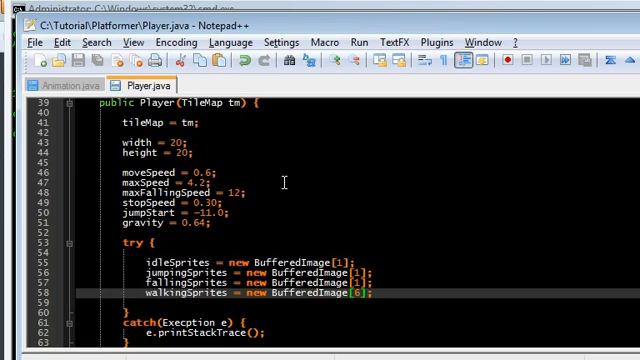 Administrator: C:\Windows\system32\cmd.exe
C:\Tutorial\Platformer\Player.java - Notepad++
File Edit Search View Encoding Language Settings Macro Run TextFX Plugins Window ?
Animation.java Player.java
39 public Player(TileMap tm) {
40
41 tileMap = tm;
42
43 width = 20;
44 height = 20;
45
46 moveSpeed = 0.6;
47 maxSpeed = 4.2;
48 maxFallingSpeed = 12;
49 stopSpeed = 0.30;
50 jumpStart = -11.0;
51 gravity = 0.64;
52
53 try {
54
55 idleSprites = new BufferedImage[1];
56 jumpingSprites = new BufferedImage[1];
57 fallingSprites = new BufferedImage[1];
58 walkingSprites = new BufferedImage[6];
59
60 }
61 catch(Execption e) {
62 e.printStackTrace();
63 }